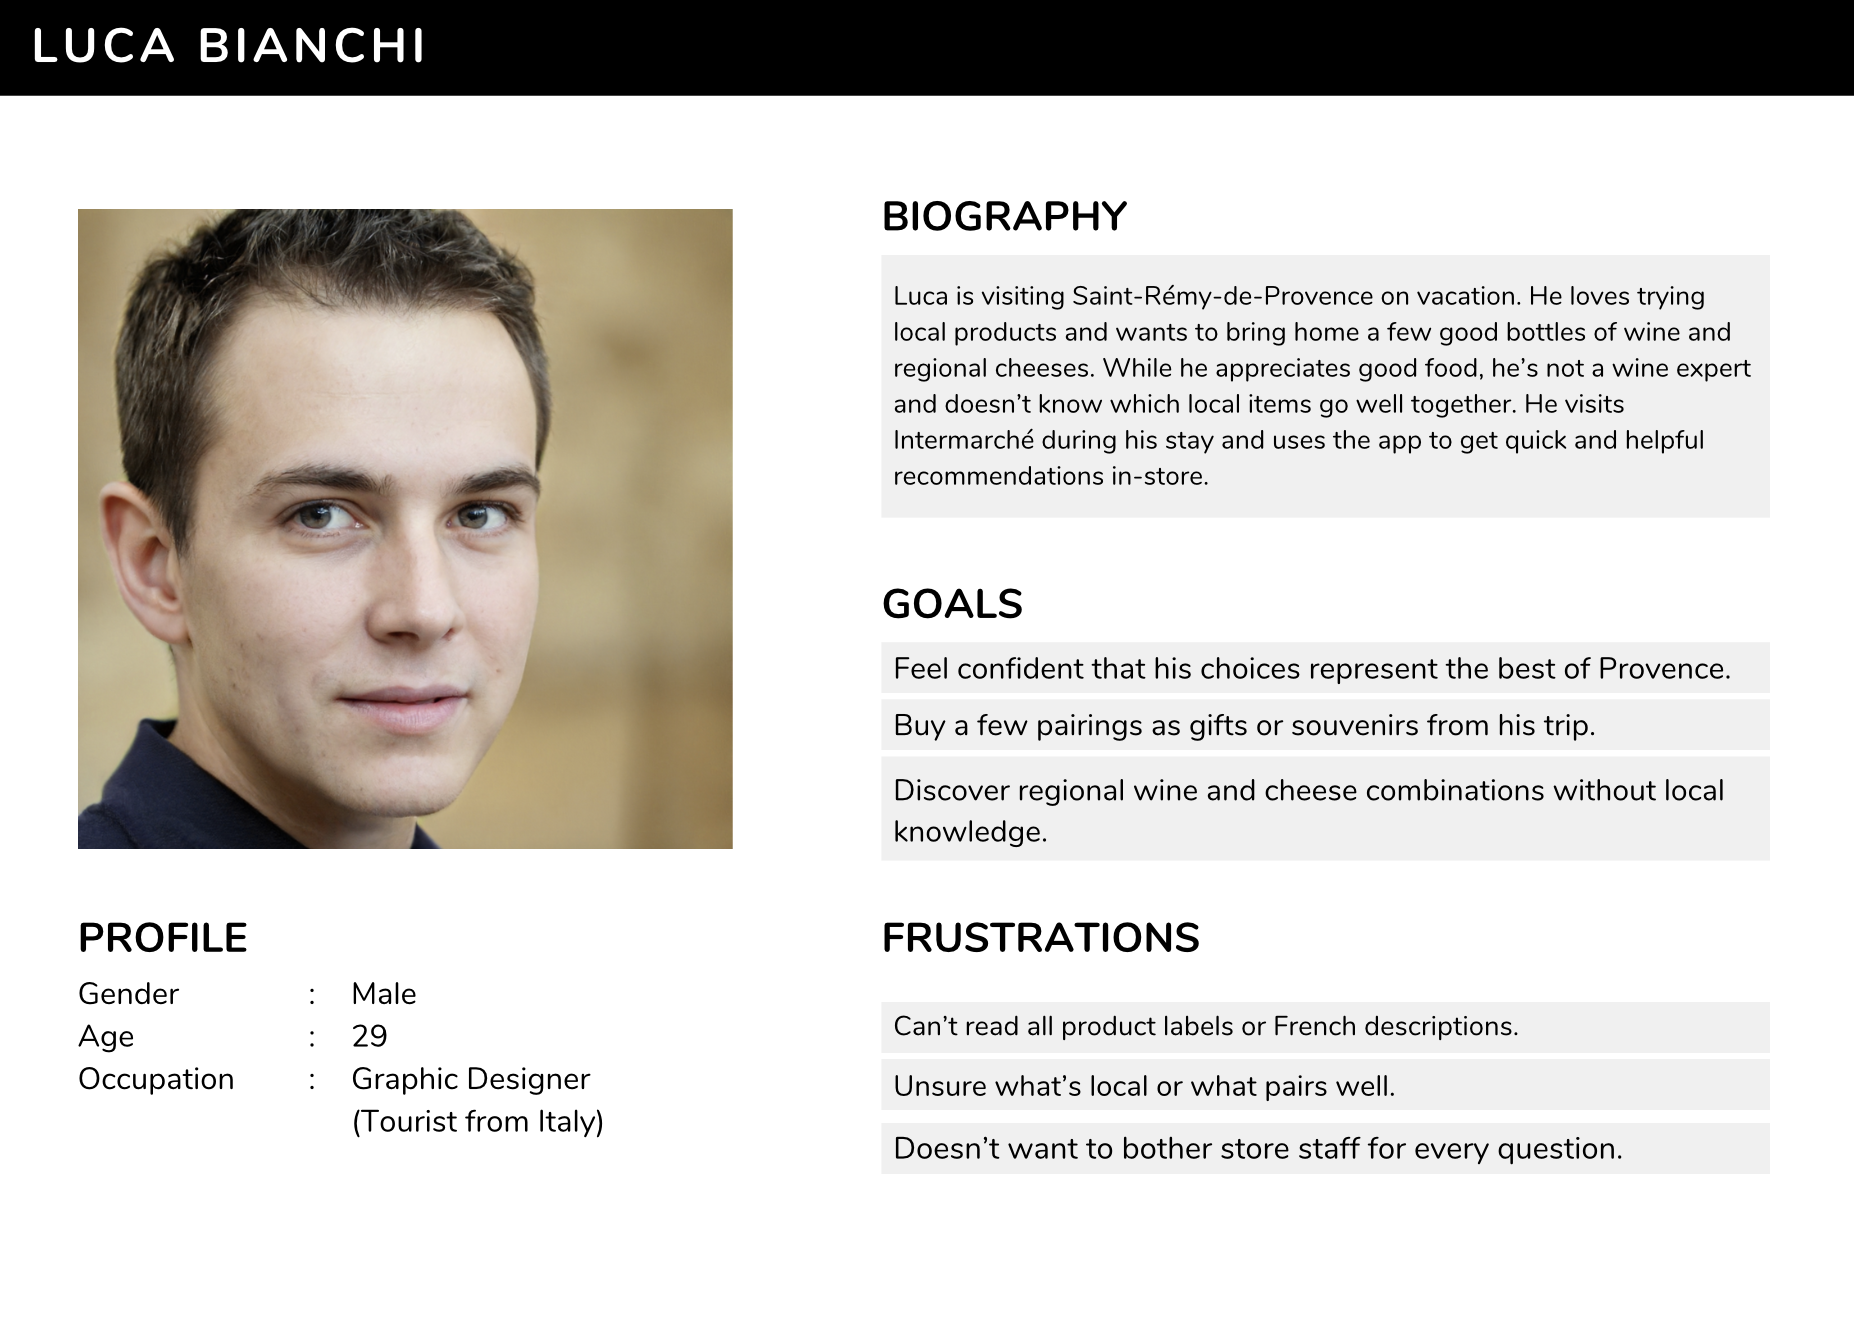 LUCA BIANCHI
BIOGRAPHY
Luca is visiting Saint-Rémy-de-Provence on vacation. He loves trying
local products and wants to bring home a few good bottles of wine and
regional cheeses. While he appreciates good food, he’s not a wine expert
and doesn’t know which local items go well together. He visits
Intermarché during his stay and uses the app to get quick and helpful
recommendations in-store.
GOALS
Feel confident that his choices represent the best of Provence.
Buy a few pairings as gifts or souvenirs from his trip.
Discover regional wine and cheese combinations without local
knowledge.
PROFILE
Gender : Male
Age : 29
Occupation : Graphic Designer
(Tourist from Italy)
FRUSTRATIONS
Can’t read all product labels or French descriptions.
Unsure what’s local or what pairs well.
Doesn’t want to bother store staff for every question.